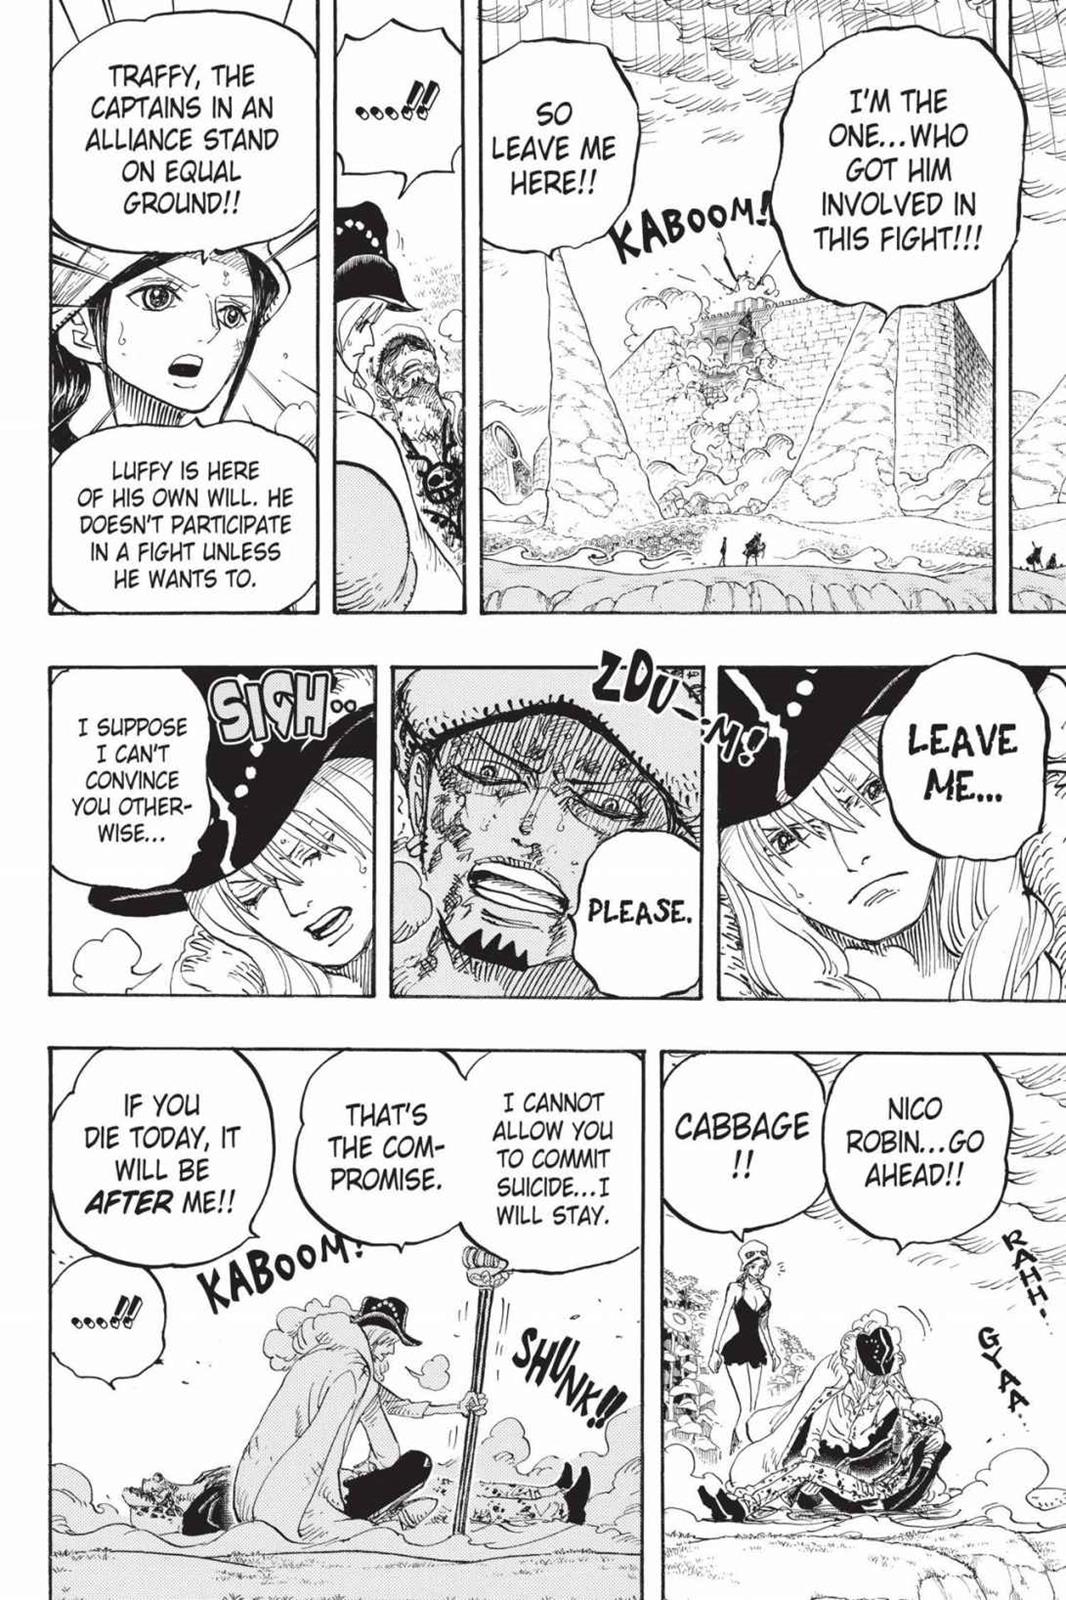 I'M THE
ONE...WHO
GOT HIM
INVOLVED IN
THIS FIGHT!!!
SO
LEAVE ME
HERE!!
KABOOM!
....!!
TRAFFY, THE
CAPTAINS IN AN
ALLIANCE STAND
ON EQUAL
GROUND!!
LUFFY IS HERE
OF HIS OWN WILL. HE
DOESN'T PARTICIPATE
IN A FIGHT UNLESS
HE WANTS TO.
LEAVE
ME...
ZDU--M!
PLEASE.
SIGH..
I SUPPOSE
I CAN'T
CONVINCE
YOU OTHER-
WISE...
NICO
ROBIN...GO
AHEAD!!
CABBAGE
!!
RAHH!
GYAA...
I CANNOT
ALLOW YOU
TO COMMIT
SUICIDE...I
WILL STAY.
THAT'S
THE COM-
PROMISE.
IF YOU
DIE TODAY, IT
WILL BE
AFTER ME!!
KABOOM!
SHUNK!!
....!!